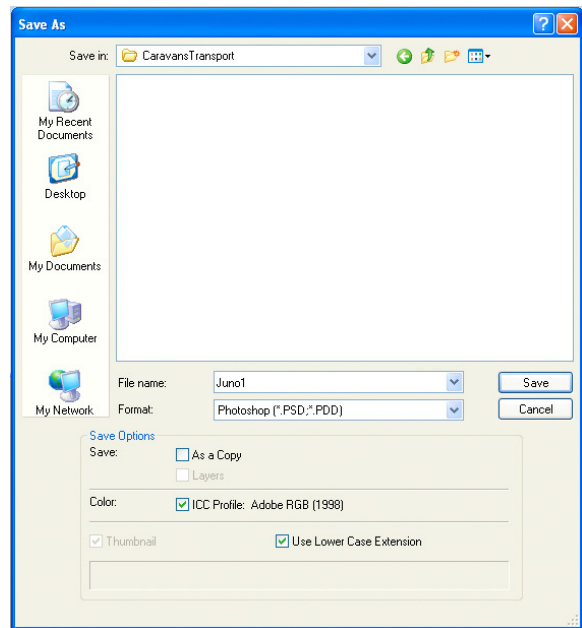 Save As
Save in: CaravansTransport
My Recent
Documents
Desktop
My Documents
My Computer
My Network
File name: Juno1 Save
Format: Photoshop (*.PSD;*.PDD) Cancel
Save Options
Save: As a Copy
Layers
Color: ICC Profile: Adobe RGB (1998)
Thumbnail Use Lower Case Extension